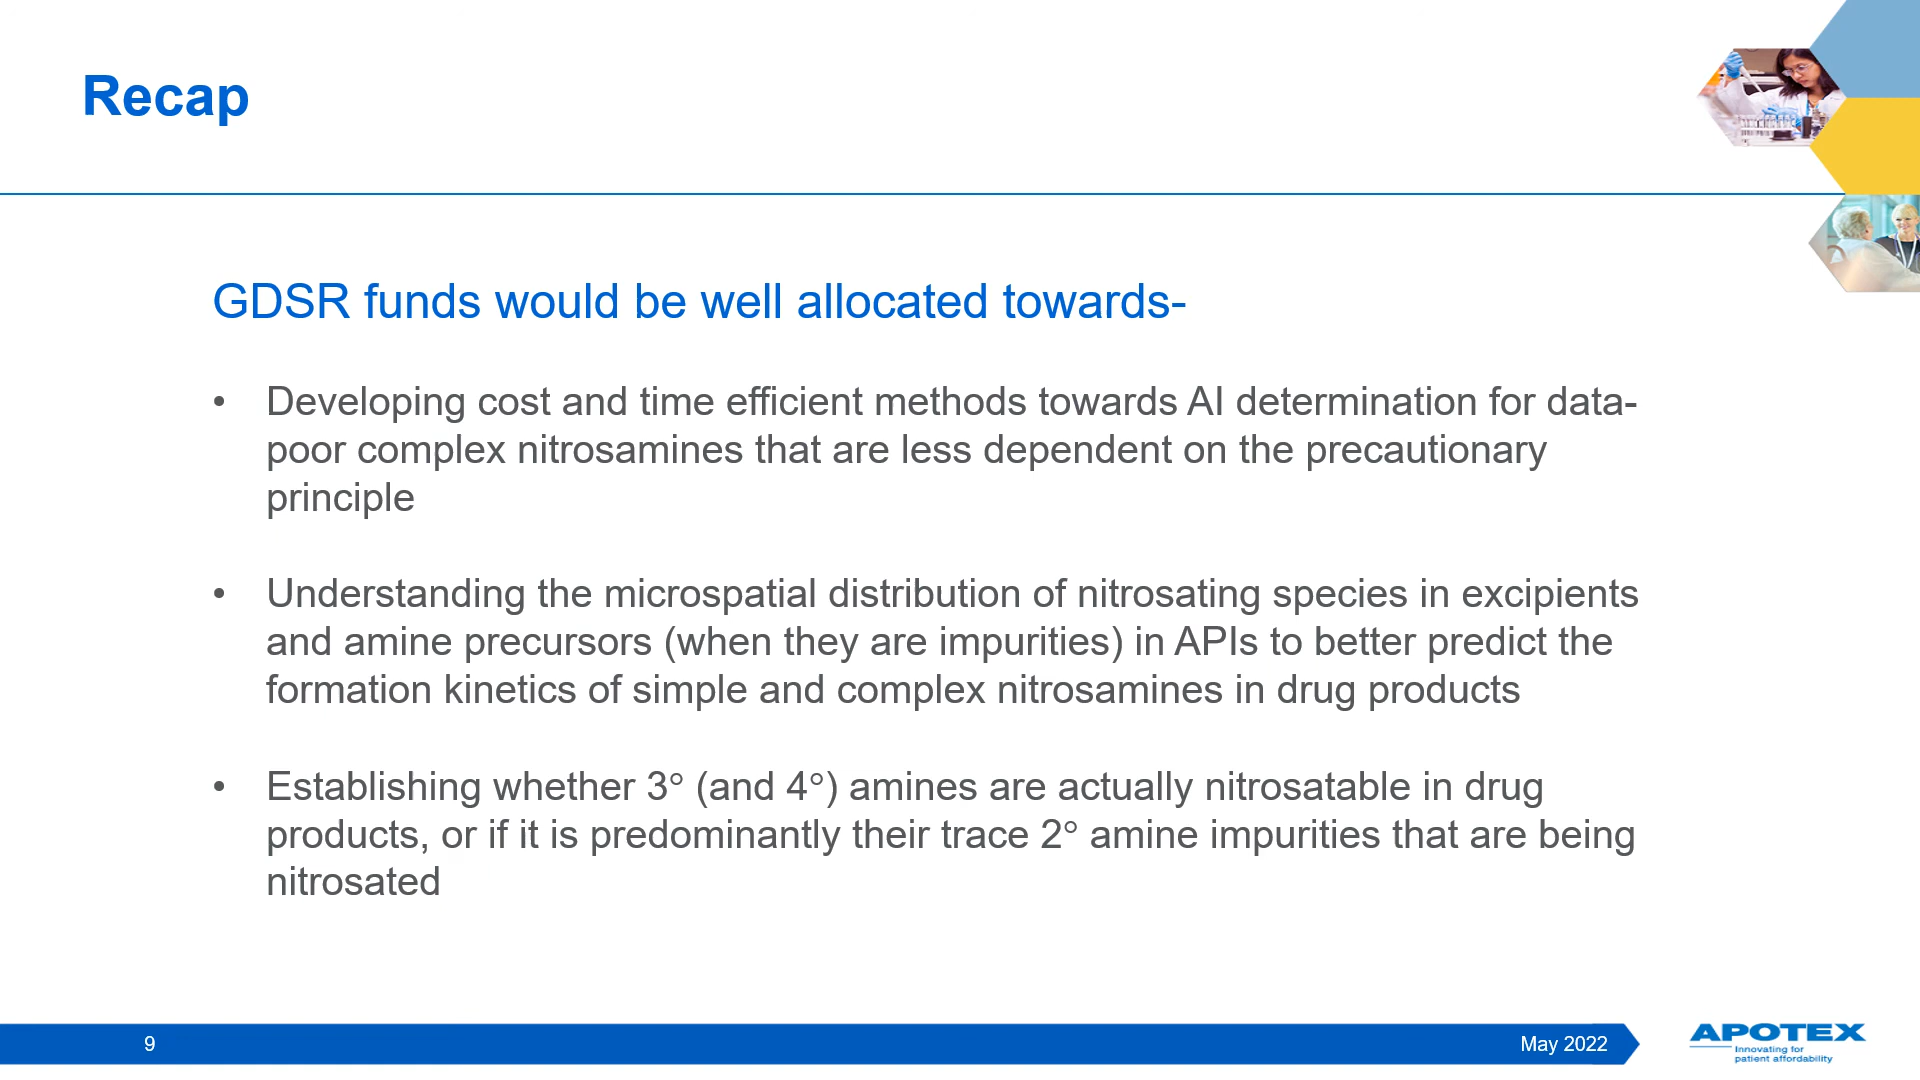 Recap
GDSR funds would be well allocated towards-
• Developing cost and time efficient methods towards AI determination for data-
poor complex nitrosamines that are less dependent on the precautionary
principle
• Understanding the microspatial distribution of nitrosating species in excipients
and amine precursors (when they are impurities) in APIs to better predict the
formation kinetics of simple and complex nitrosamines in drug products
• Establishing whether 3° (and 4°) amines are actually nitrosatable in drug
products, or if it is predominantly their trace 2° amine impurities that are being
nitrosated
9
May 2022
APOTEX
Innovating for
patient affordability